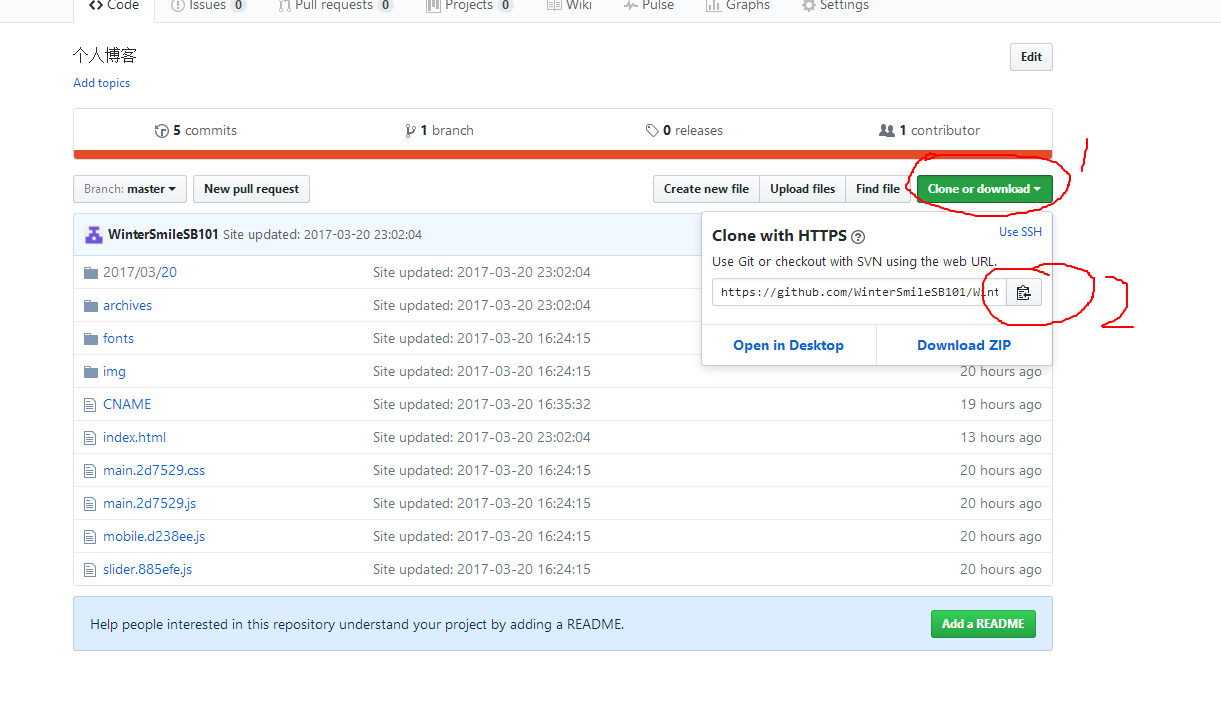 Code Issues 0 Pull requests 0 Projects 0 Wiki Pulse Graphs Settings
个人博客 Edit
Add topics
5 commits 1 branch 0 releases 1 contributor
1
Branch: master New pull request Create new file Upload files Find file Clone or download
WinterSmileSB101 Site updated: 2017-03-20 23:02:04
Clone with HTTPS Use SSH
Use Git or checkout with SVN using the web URL.
https://github.com/WinterSmileSB101/Wint
2
Open in Desktop Download ZIP
2017/03/20 Site updated: 2017-03-20 23:02:04
archives Site updated: 2017-03-20 23:02:04
fonts Site updated: 2017-03-20 16:24:15
img Site updated: 2017-03-20 16:24:15 20 hours ago
CNAME Site updated: 2017-03-20 16:35:32 19 hours ago
index.html Site updated: 2017-03-20 23:02:04 13 hours ago
main.2d7529.css Site updated: 2017-03-20 16:24:15 20 hours ago
main.2d7529.js Site updated: 2017-03-20 16:24:15 20 hours ago
mobile.d238ee.js Site updated: 2017-03-20 16:24:15 20 hours ago
slider.885efe.js Site updated: 2017-03-20 16:24:15 20 hours ago
Help people interested in this repository understand your project by adding a README. Add a README